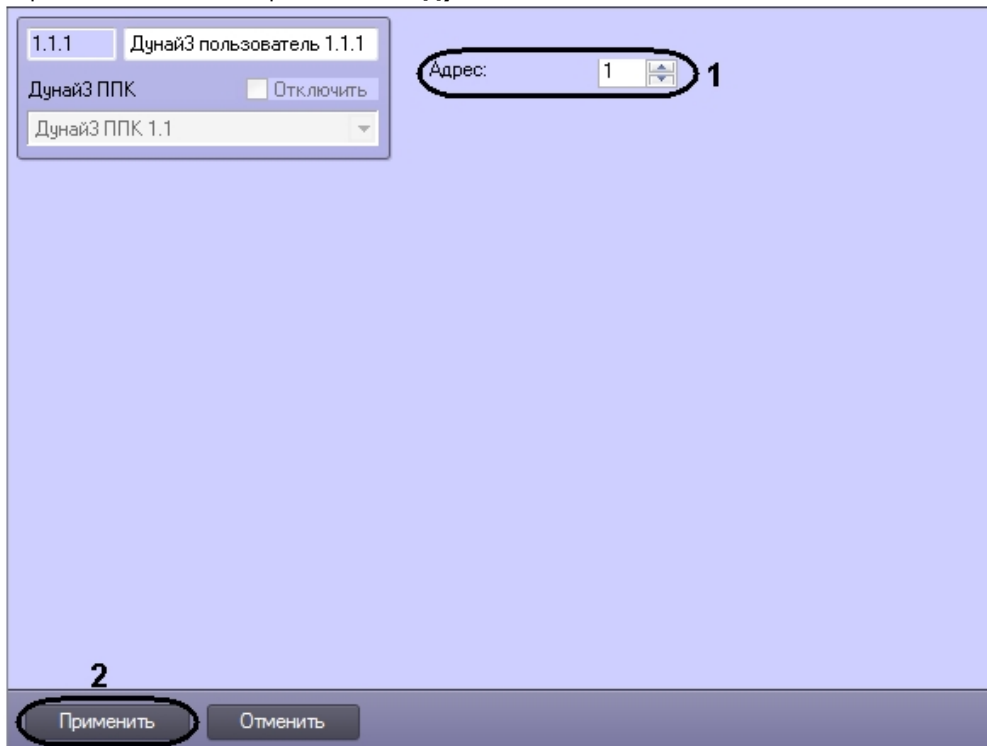 1.1.1 Дунай3 пользователь 1.1.1
Адрес: 1 1
Дунай3 ППК Отключить
Дунай3 ППК 1.1
2
Применить Отменить